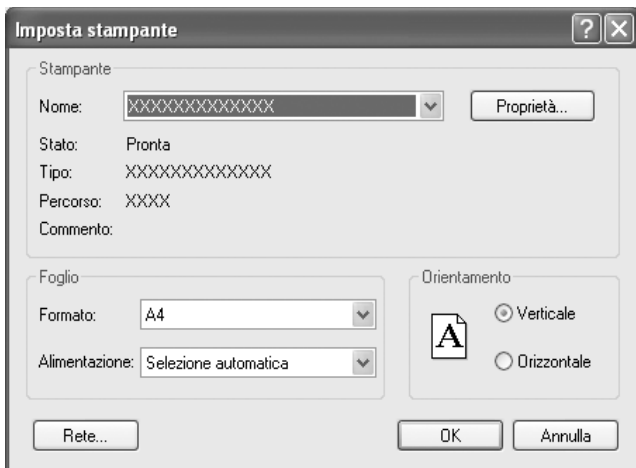 Imposta stampante
Stampante
Nome: XXXXXXXXXXXXX Proprietà...
Stato: Pronta
Tipo: XXXXXXXXXXXXX
Percorso: XXXX
Commento:
Foglio
Formato: A4
Alimentazione: Selezione automatica
Orientamento
A
Verticale
Orizzontale
Rete... OK Annulla